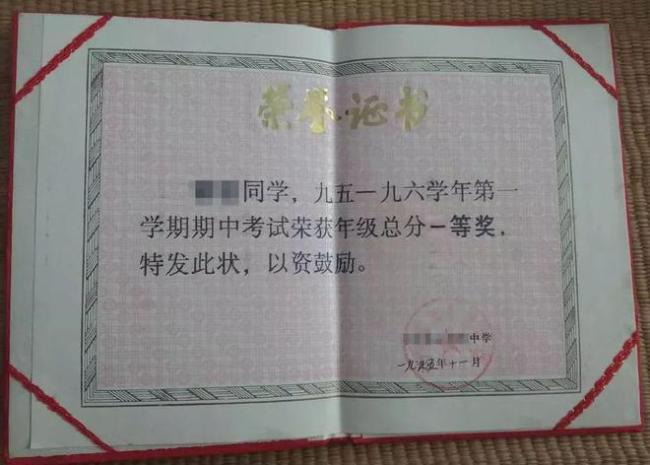 荣誉证书
同学，九五一九六学年第一
学期期中考试荣获年级总分一等奖，
特发此状，以资鼓励。
中学
一九九五年十一月